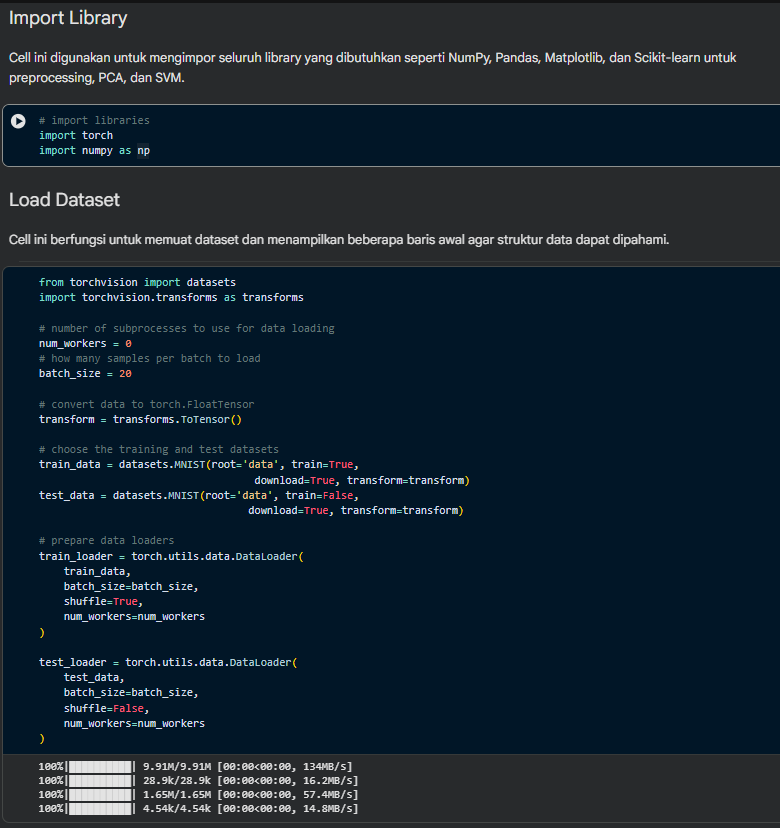 Import Library
Cell ini digunakan untuk mengimpor seluruh library yang dibutuhkan seperti NumPy, Pandas, Matplotlib, dan Scikit-learn untuk
preprocessing, PCA, dan SVM.
# import libraries
import torch
import numpy as np
Load Dataset
Cell ini berfungsi untuk memuat dataset dan menampilkan beberapa baris awal agar struktur data dapat dipahami.
from torchvision import datasets
import torchvision.transforms as transforms
# number of subprocesses to use for data loading
num_workers = 0
# how many samples per batch to load
batch_size = 20
# convert data to torch.FloatTensor
transform = transforms.ToTensor()
# choose the training and test datasets
train_data = datasets.MNIST(root='data', train=True,
                                   download=True, transform=transform)
test_data = datasets.MNIST(root='data', train=False,
                                  download=True, transform=transform)
# prepare data loaders
train_loader = torch.utils.data.DataLoader(
    train_data,
    batch_size=batch_size,
    shuffle=True,
    num_workers=num_workers
)
test_loader = torch.utils.data.DataLoader(
    test_data,
    batch_size=batch_size,
    shuffle=False,
    num_workers=num_workers
)
100%|██████████| 9.91M/9.91M [00:00<00:00, 134MB/s]
100%|██████████| 28.9k/28.9k [00:00<00:00, 16.2MB/s]
100%|██████████| 1.65M/1.65M [00:00<00:00, 57.4MB/s]
100%|██████████| 4.54k/4.54k [00:00<00:00, 14.8MB/s]